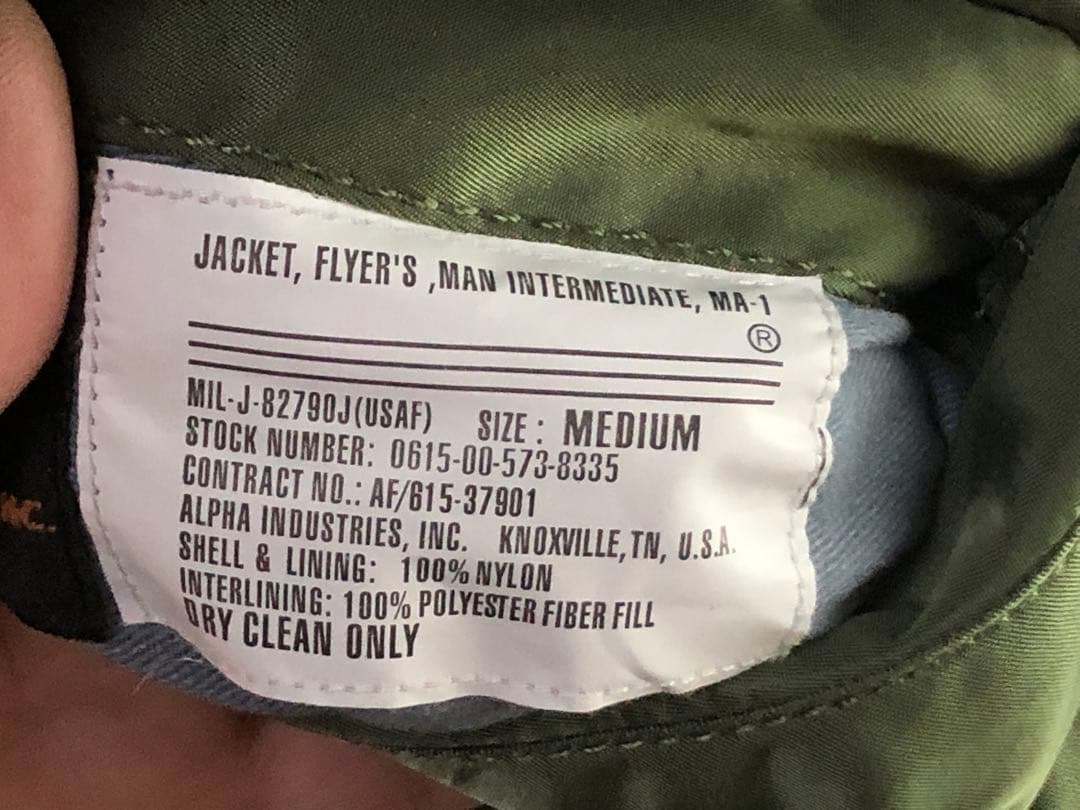 JACKET, FLYER'S ,MAN INTERMEDIATE, MA-1
®
MIL-J-82790J(USAF) SIZE : MEDIUM
STOCK NUMBER: 0615-00-573-8335
CONTRACT NO.: AF/615-37901
ALPHA INDUSTRIES, INC. KNOXVILLE, TN, U.S.A.
SHELL & LINING: 100% NYLON
INTERLINING: 100% POLYESTER FIBER FILL
DRY CLEAN ONLY
NC.